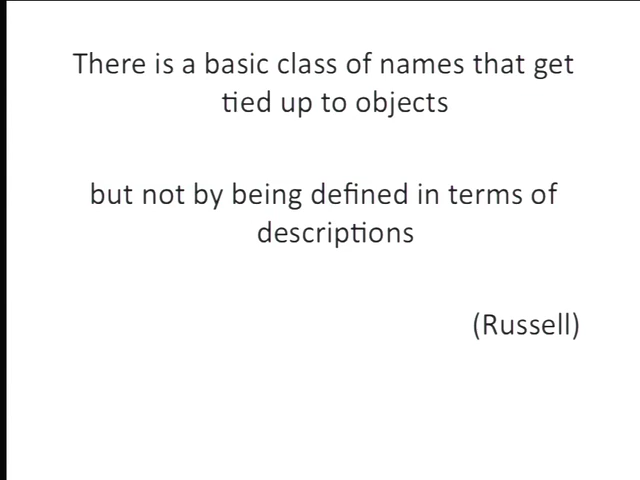 There is a basic class of names that get
tied up to objects
but not by being defined in terms of
descriptions
(Russell)